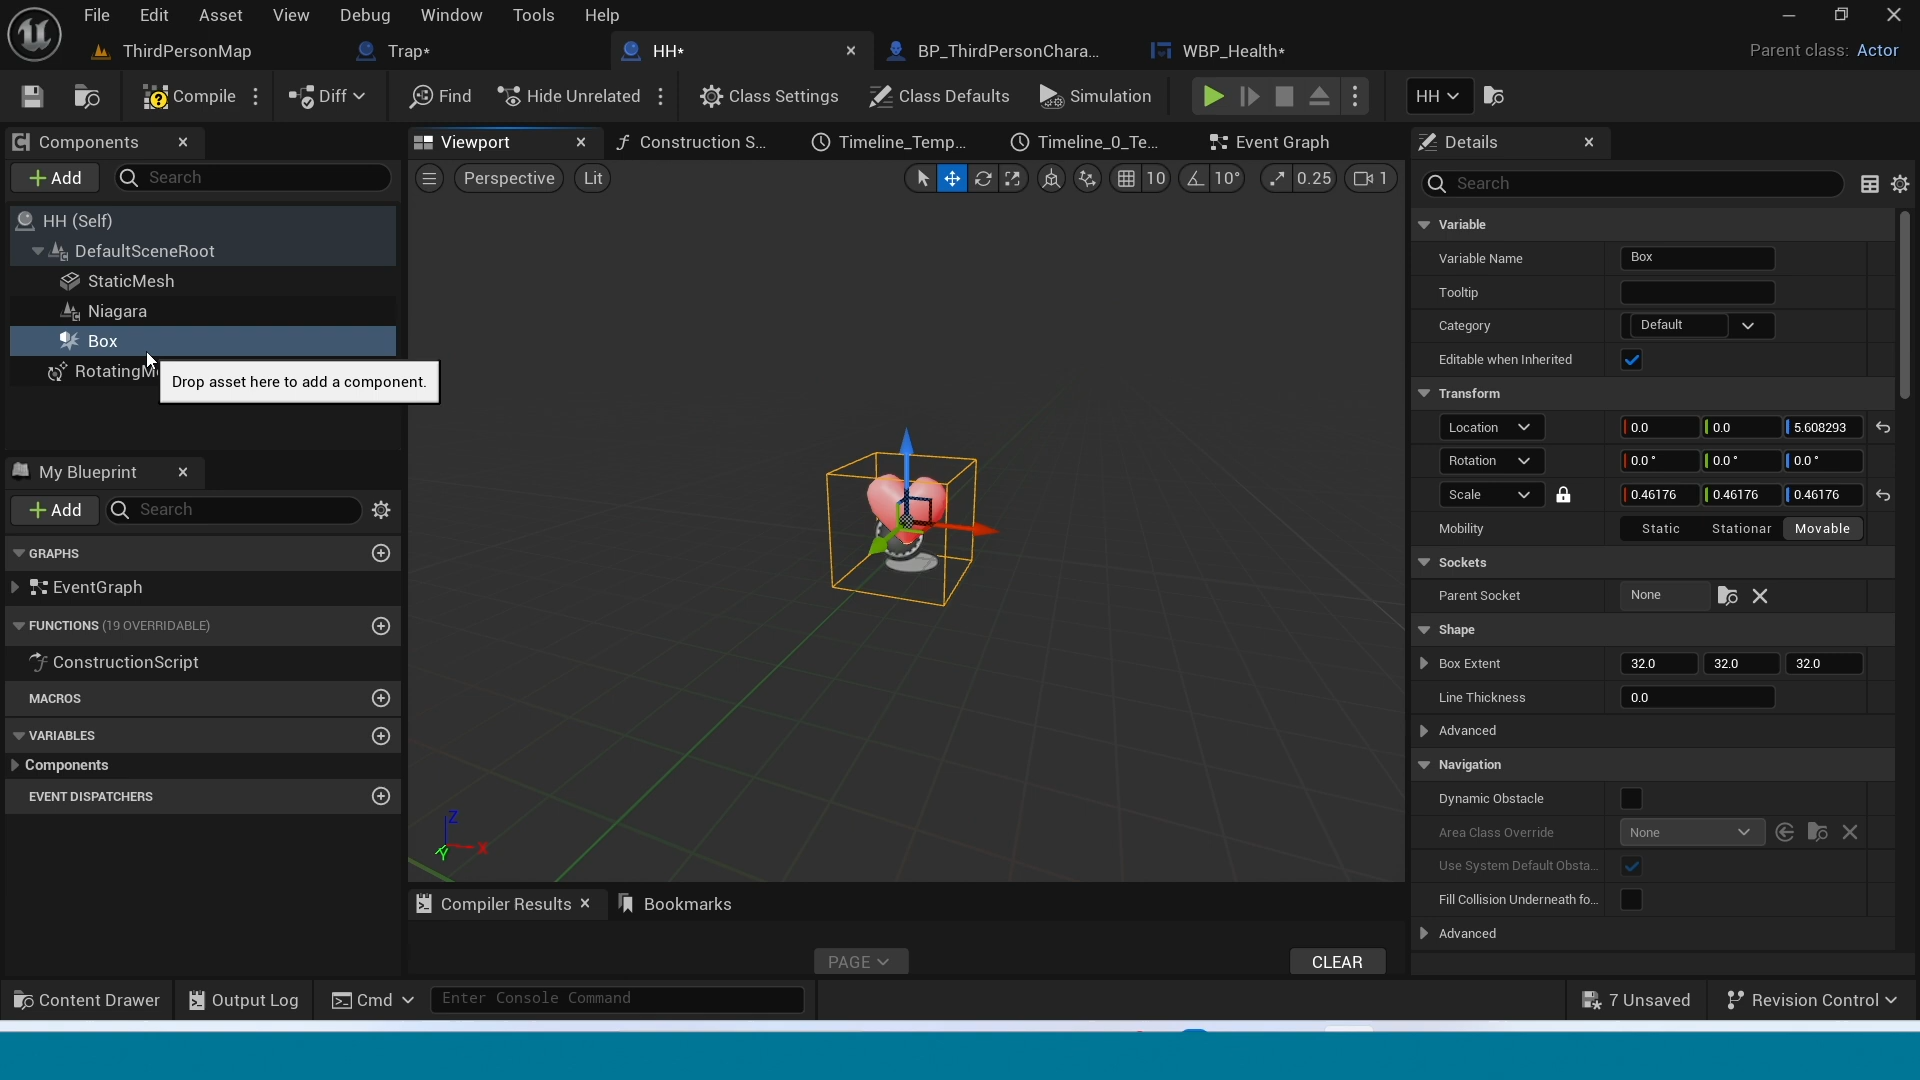 File Edit Asset View Debug Window Tools Help
ThirdPersonMap Trap* HH* BP_ThirdPersonChara... WBP_Health* Parent class: Actor
Compile Diff Find Hide Unrelated Class Settings Class Defaults Simulation HH
Components
Add Search
HH (Self)
DefaultSceneRoot
StaticMesh
Niagara
Box
RotatingM
Drop asset here to add a component.
My Blueprint
Add Search
GRAPHS
EventGraph
FUNCTIONS (19 OVERRIDABLE)
ConstructionScript
MACROS
VARIABLES
Components
EVENT DISPATCHERS
Viewport Construction S... Timeline_Temp... Timeline_0_Te... Event Graph
Perspective Lit 10 10° 0.25 1
Z
X
Y
Compiler Results Bookmarks
PAGE CLEAR
Details
Search
Variable
Variable Name Box
Tooltip
Category Default
Editable when Inherited
Transform
Location 0.0 0.0 5.608293
Rotation 0.0 ° 0.0 ° 0.0 °
Scale 0.46176 0.46176 0.46176
Mobility Static Stationar Movable
Sockets
Parent Socket None
Shape
Box Extent 32.0 32.0 32.0
Line Thickness 0.0
Advanced
Navigation
Dynamic Obstacle
Area Class Override None
Use System Default Obsta...
Fill Collision Underneath fo...
Advanced
Content Drawer Output Log Cmd Enter Console Command 7 Unsaved Revision Control